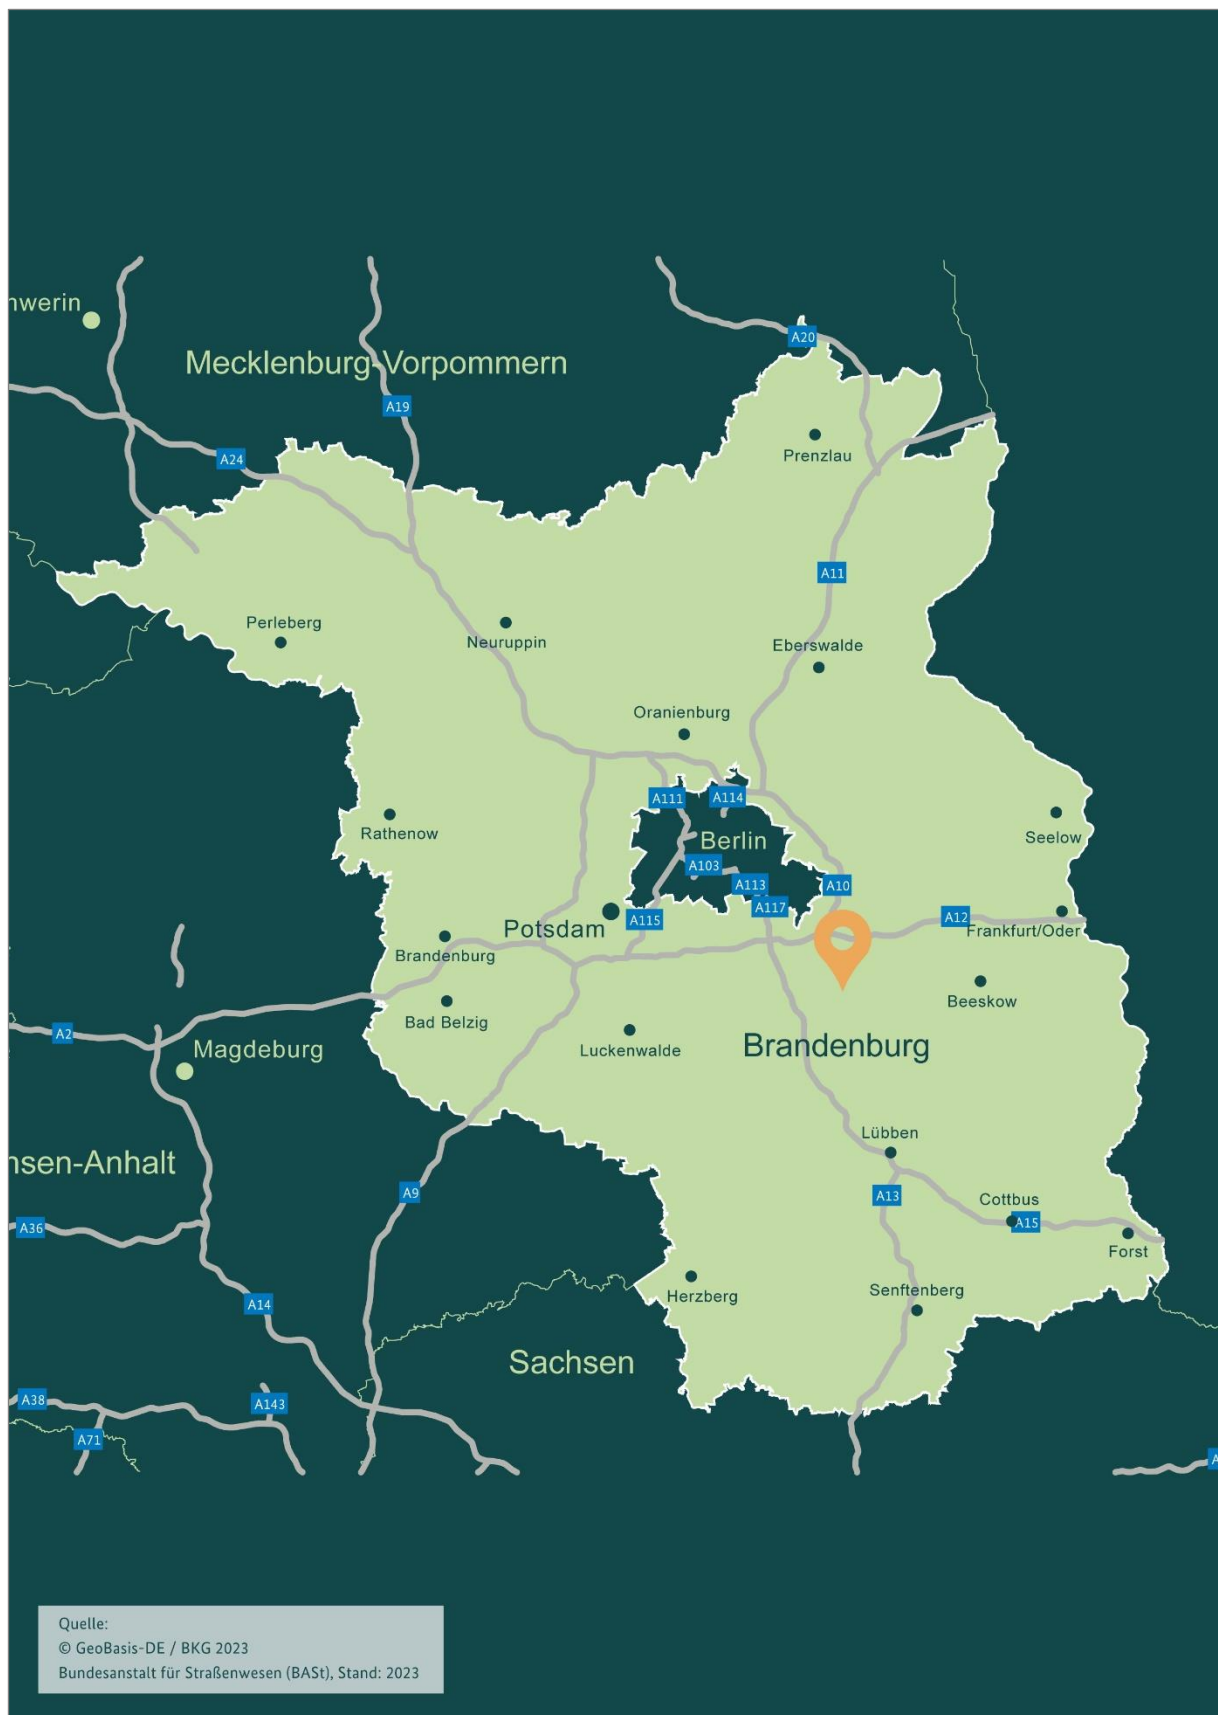 nwerin
A20
Mecklenburg-Vorpommern
A19
A24
Prenzlau
A11
Perleberg
Neuruppin
Eberswalde
Oranienburg
A111
A114
Rathenow
Berlin
Seelow
A103
A113
A10
A117
A115
A12
Potsdam
Frankfurt/Oder
Brandenburg
Beeskow
Bad Belzig
A2
Magdeburg
Luckenwalde
Brandenburg
Lübben
hsen-Anhalt
A9
A13
Cottbus
A15
A36
Forst
Herzberg
Senftenberg
A14
Sachsen
A38
A143
A71
A
Quelle:
© GeoBasis-DE / BKG 2023
Bundesanstalt für Straßenwesen (BASt), Stand: 2023